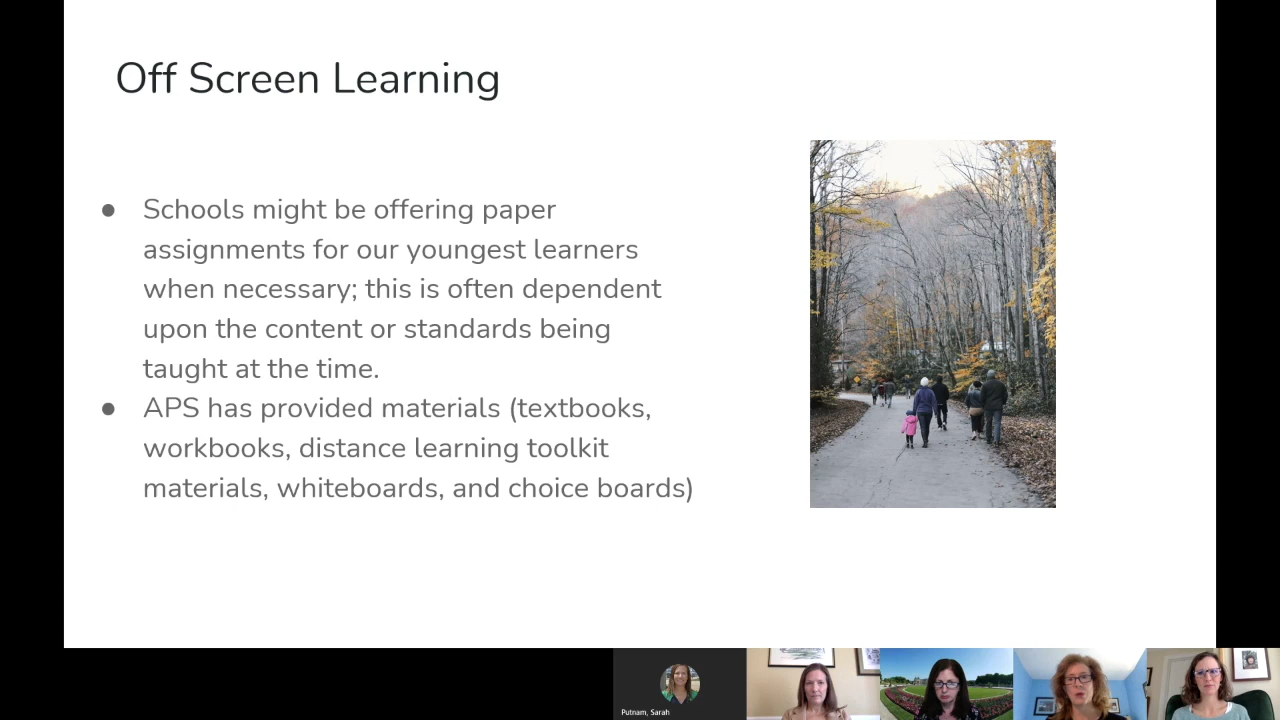 Off Screen Learning
● Schools might be offering paper
assignments for our youngest learners
when necessary; this is often dependent
upon the content or standards being
taught at the time.
● APS has provided materials (textbooks,
workbooks, distance learning toolkit
materials, whiteboards, and choice boards)
Putnam, Sarah